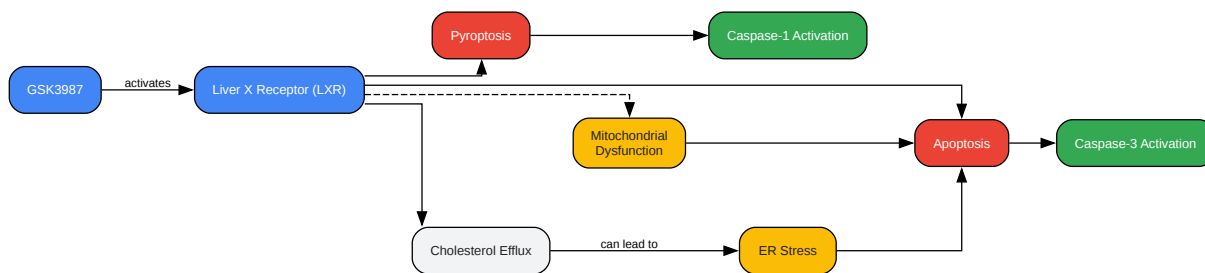 Pyroptosis
Caspase-1 Activation
GSK3987
activates
Liver X Receptor (LXR)
Mitochondrial
Dysfunction
Apoptosis
Caspase-3 Activation
Cholesterol Efflux
can lead to
ER Stress